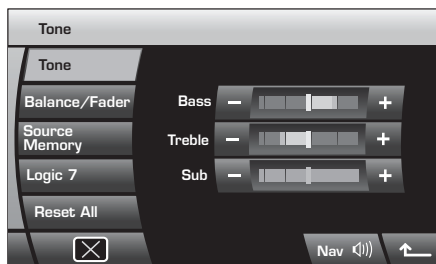 Tone
Tone
Balance/Fader
Source
Memory
Logic 7
Reset All
Bass − +
Treble − +
Sub − +
Nav